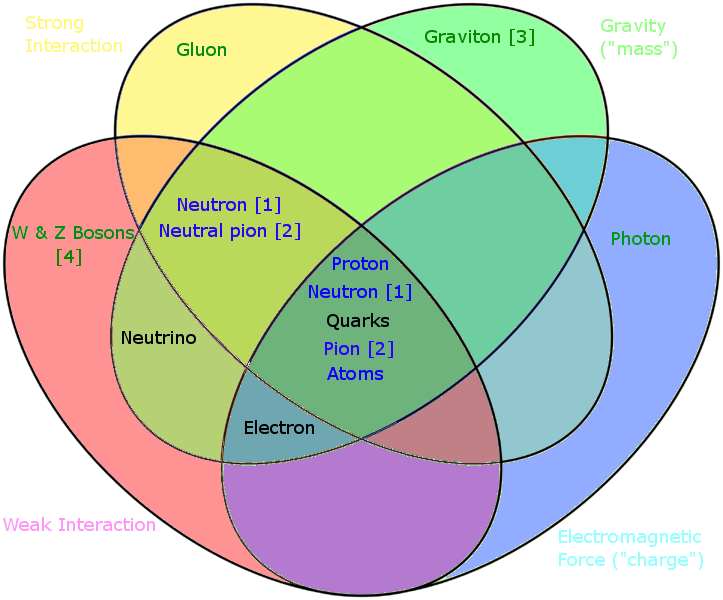 Strong
Interaction
Gluon
Graviton [3]
Gravity
("mass")
Neutron [1]
Neutral pion [2]
W & Z Bosons
[4]
Photon
Proton
Neutron [1]
Quarks
Pion [2]
Atoms
Neutrino
Electron
Weak Interaction
Electromagnetic
Force ("charge")